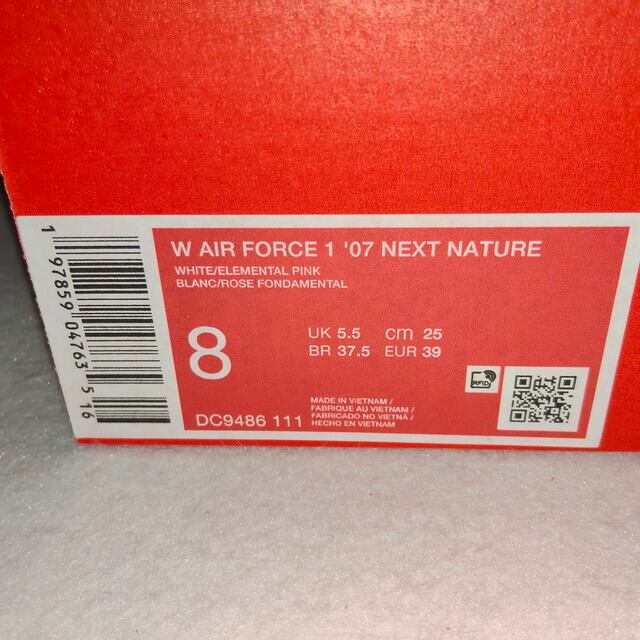 W AIR FORCE 1 '07 NEXT NATURE
WHITE/ELEMENTAL PINK
BLANC/ROSE FONDAMENTAL
8
UK 5.5 cm 25
BR 37.5 EUR 39
DC9486 111
MADE IN VIETNAM /
FABRIQUE AU VIETNAM /
FABRICADO NO VIETNÃ /
HECHO EN VIETNAM
RFID
1 97859 04763 5 16